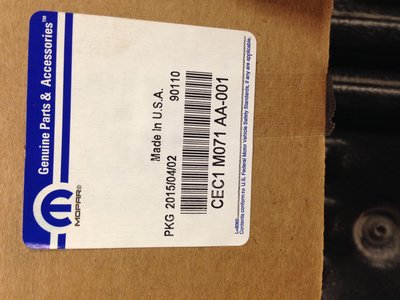 Genuine Parts & Accessories™
MOPAR®
Made In U.S.A.
90110
PKG 2015/04/02
CEC1 M071 AA-001
Contents conform to U.S. Federal Motor Vehicle Safety Standards, if any are applicable.